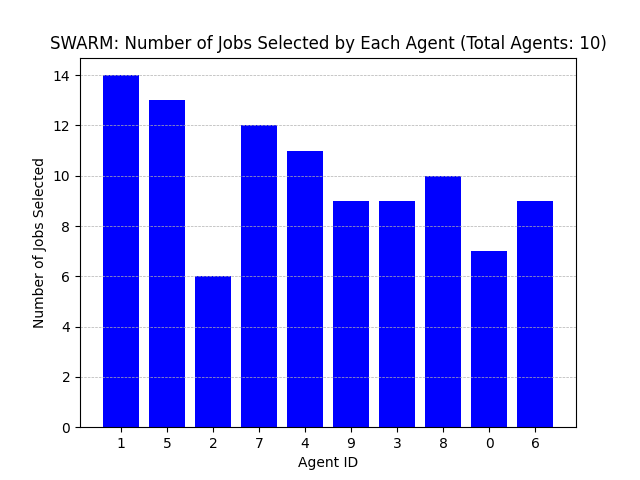 SWARM: Number of Jobs Selected by Each Agent (Total Agents: 10)
14
12
10
8
6
4
2
0
Number of Jobs Selected
1 5 2 7 4 9 3 8 0 6
Agent ID